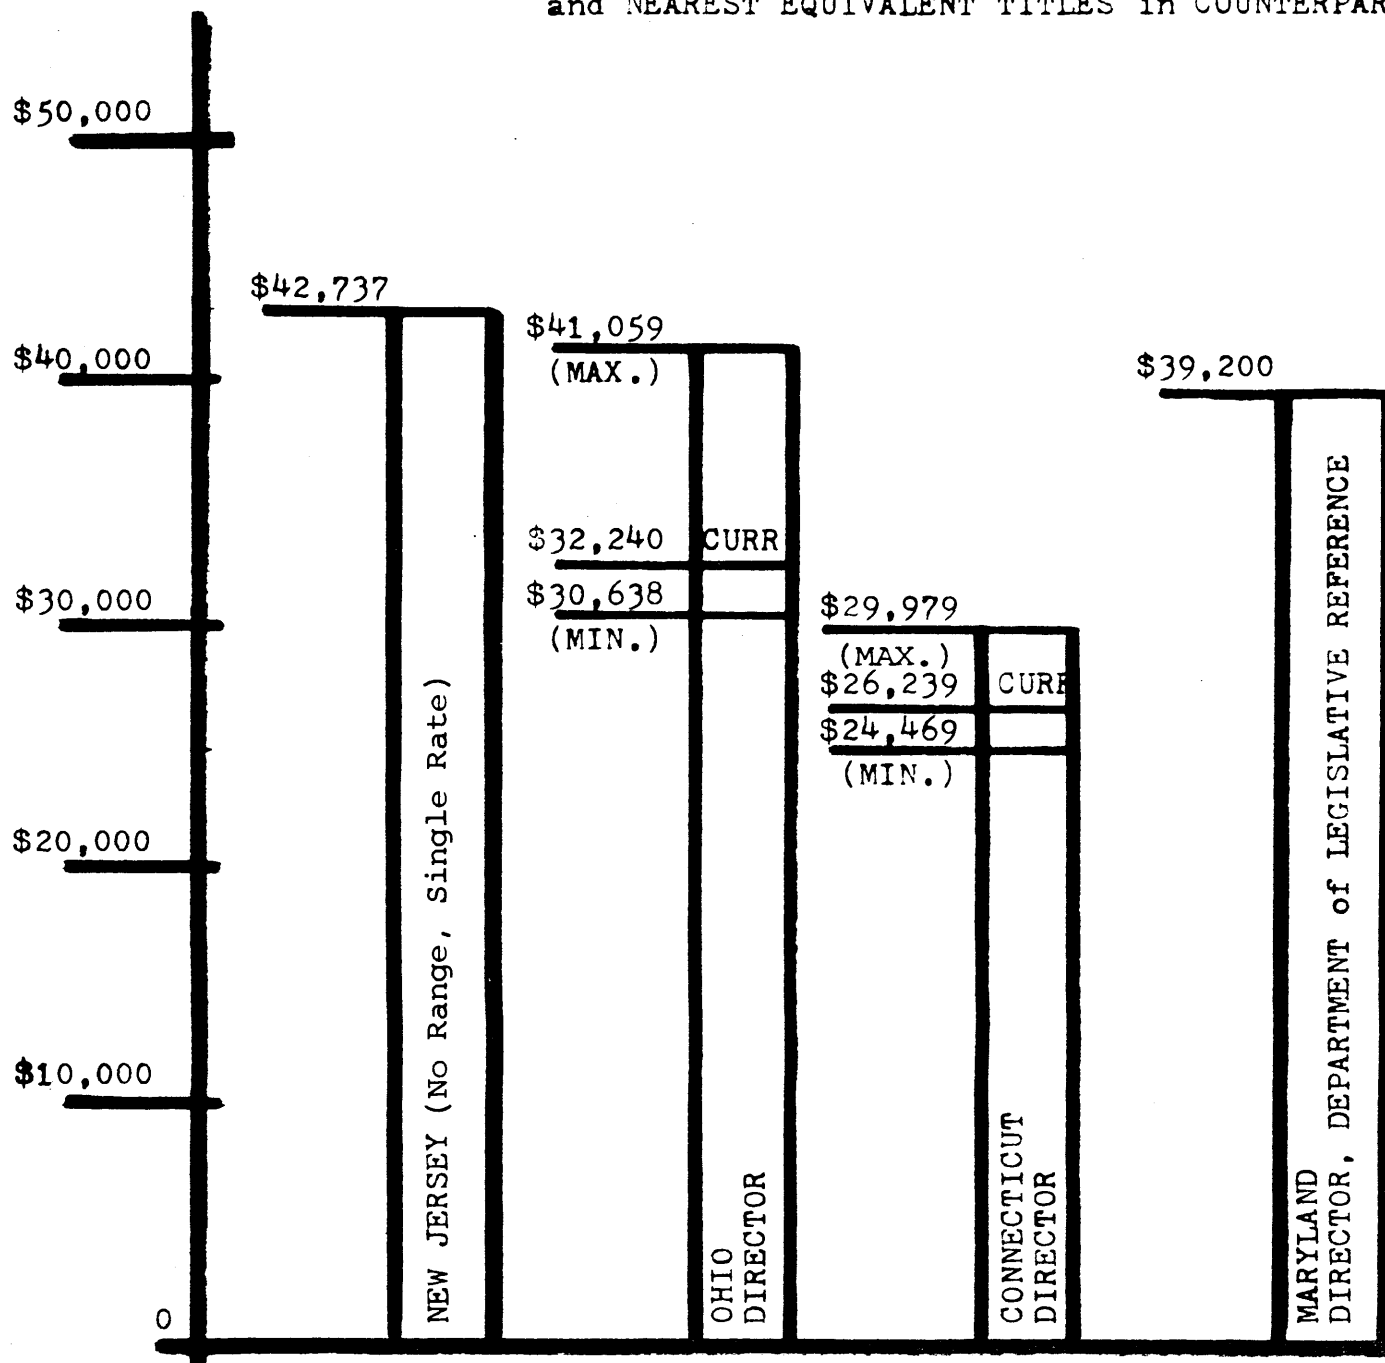 and NEAREST EQUIVALENT TITLES in COUNTERPAR
$50,000
$40,000
$30,000
$20,000
$10,000
0
$42,737
NEW JERSEY (No Range, Single Rate)
$41,059
(MAX.)
$32,240 CURR
$30,638
(MIN.)
OHIO
DIRECTOR
$29,979
(MAX.)
$26,239 CURR
$24,469
(MIN.)
CONNECTICUT
DIRECTOR
$39,200
MARYLAND
DIRECTOR, DEPARTMENT of LEGISLATIVE REFERENCE